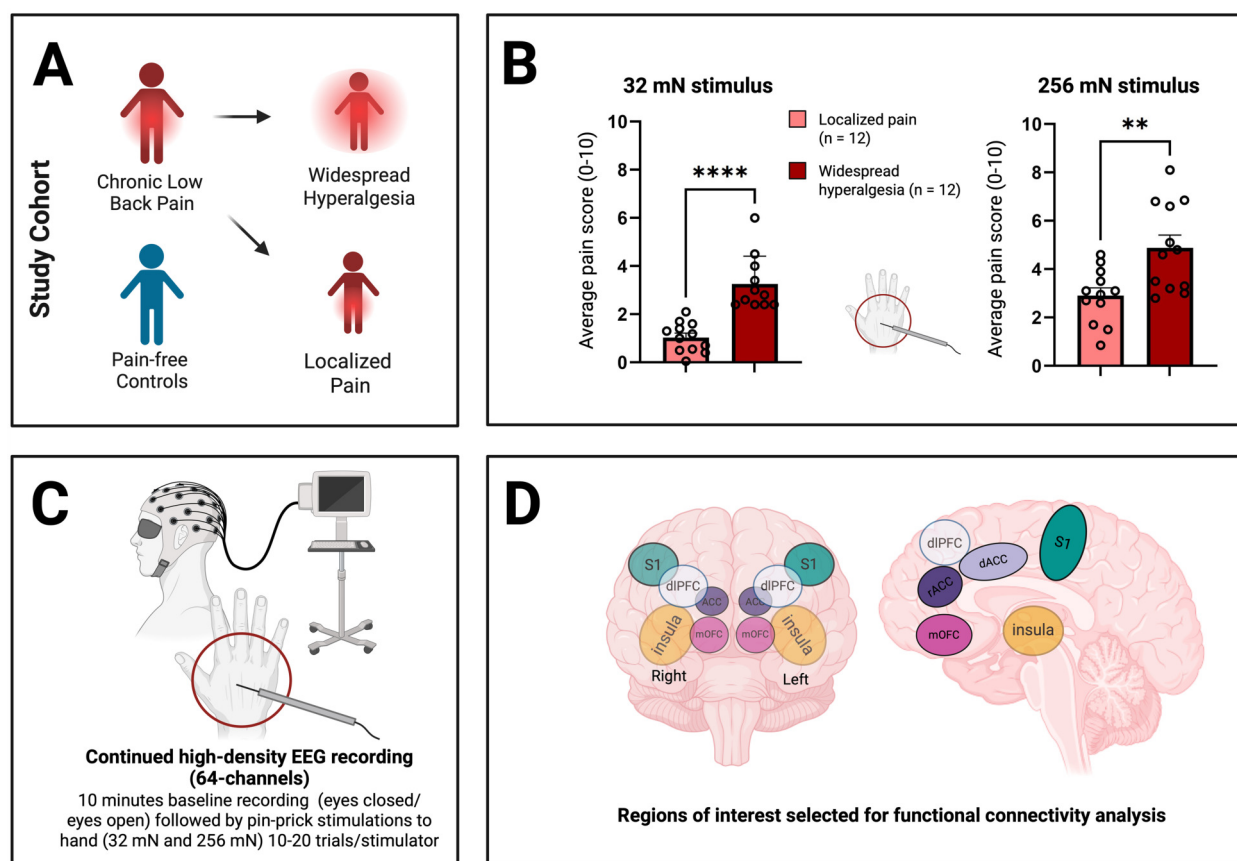 A
Study Cohort
Chronic Low
Back Pain
Widespread
Hyperalgesia
Pain-free
Controls
Localized
Pain
B
32 mN stimulus
Average pain score (0-10)
10
8
6
4
2
0
****
Localized pain
(n = 12)
Widespread
hyperalgesia (n = 12)
256 mN stimulus
Average pain score (0-10)
10
8
6
4
2
0
**
C
Continued high-density EEG recording
(64-channels)
10 minutes baseline recording (eyes closed/
eyes open) followed by pin-prick stimulations to
hand (32 mN and 256 mN) 10-20 trials/stimulator
D
S1
dlPFC
ACC
insula
mOFC
Right
S1
dlPFC
ACC
mOFC
insula
Left
dlPFC
dACC
S1
rACC
mOFC
insula
Regions of interest selected for functional connectivity analysis